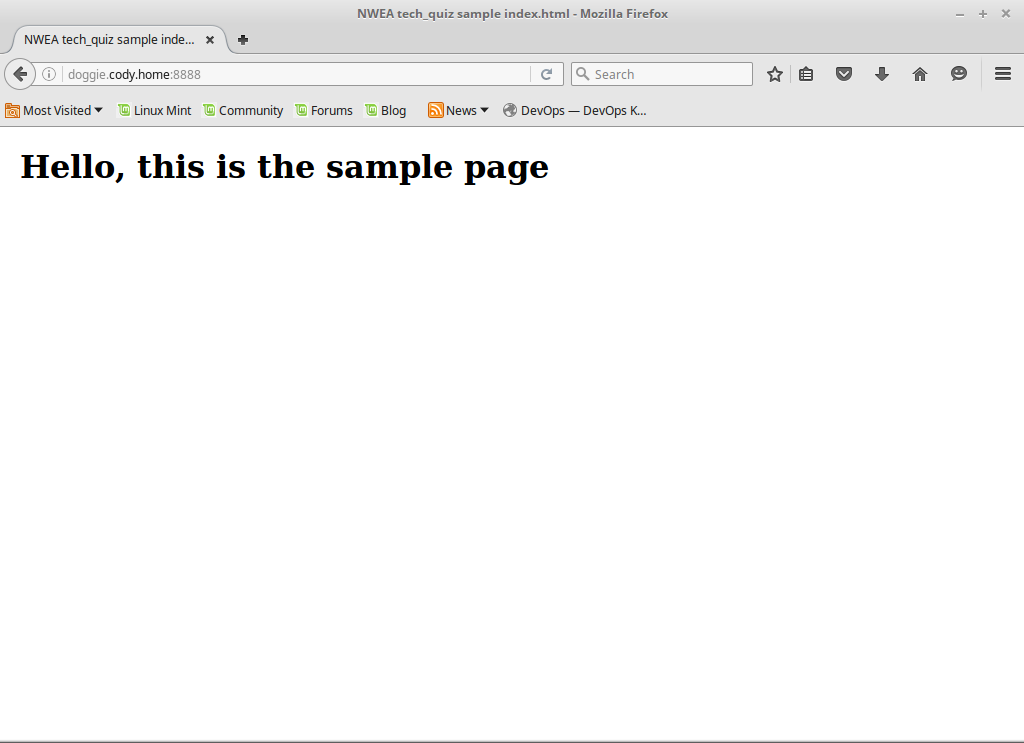 NWEA tech_quiz sample index.html - Mozilla Firefox
NWEA tech_quiz sample inde...
doggie.cody.home:8888 Search
Most Visited Linux Mint Community Forums Blog News DevOps — DevOps K...
Hello, this is the sample page